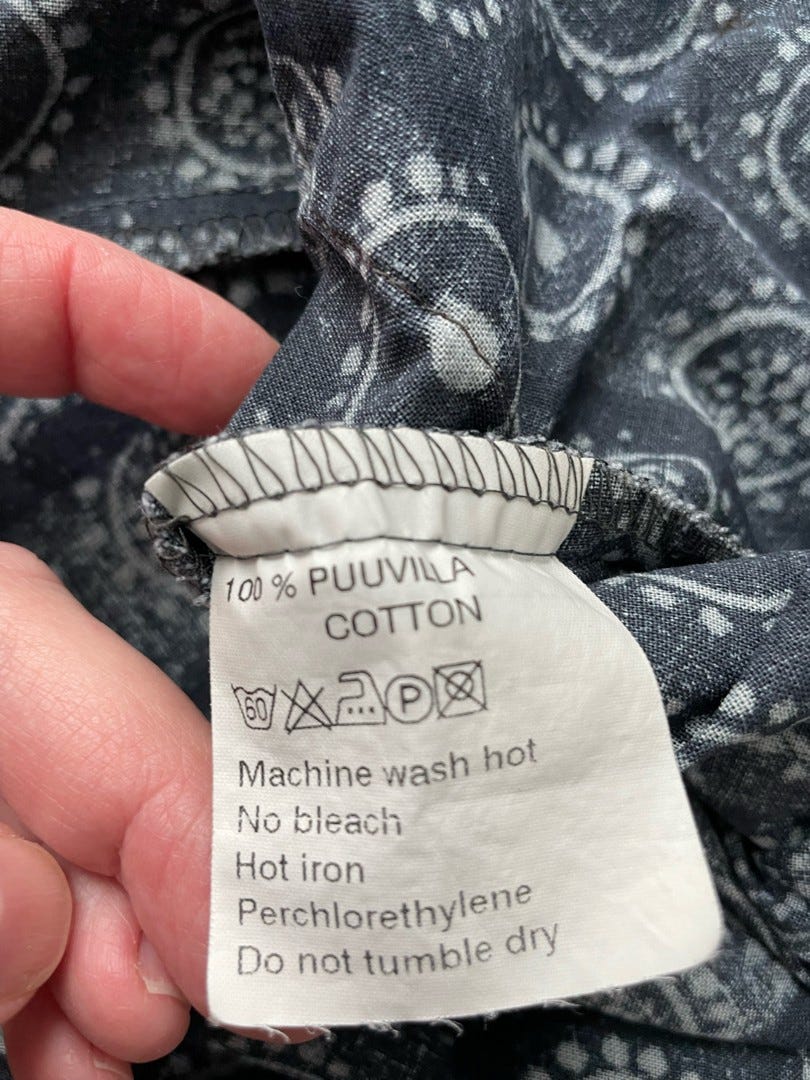 100 % PUUVILLA
COTTON
60 P
Machine wash hot
No bleach
Hot iron
Perchlorethylene
Do not tumble dry